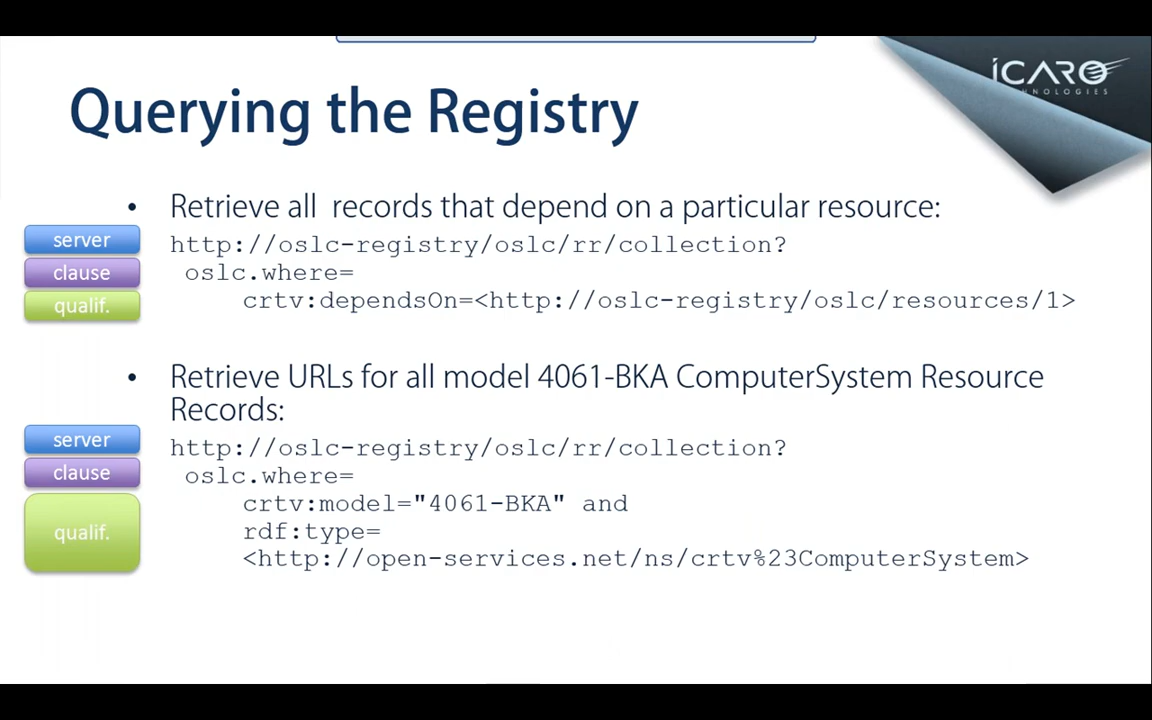 iCARO
HNOLOGIES
Querying the Registry
• Retrieve all records that depend on a particular resource:
server
http://oslc-registry/oslc/rr/collection?
clause
oslc.where=
qualif.
crtv:dependsOn=<http://oslc-registry/oslc/resources/1>
• Retrieve URLs for all model 4061-BKA ComputerSystem Resource
Records:
server
http://oslc-registry/oslc/rr/collection?
clause
oslc.where=
qualif.
crtv:model="4061-BKA" and
rdf:type=
<http://open-services.net/ns/crtv%23ComputerSystem>